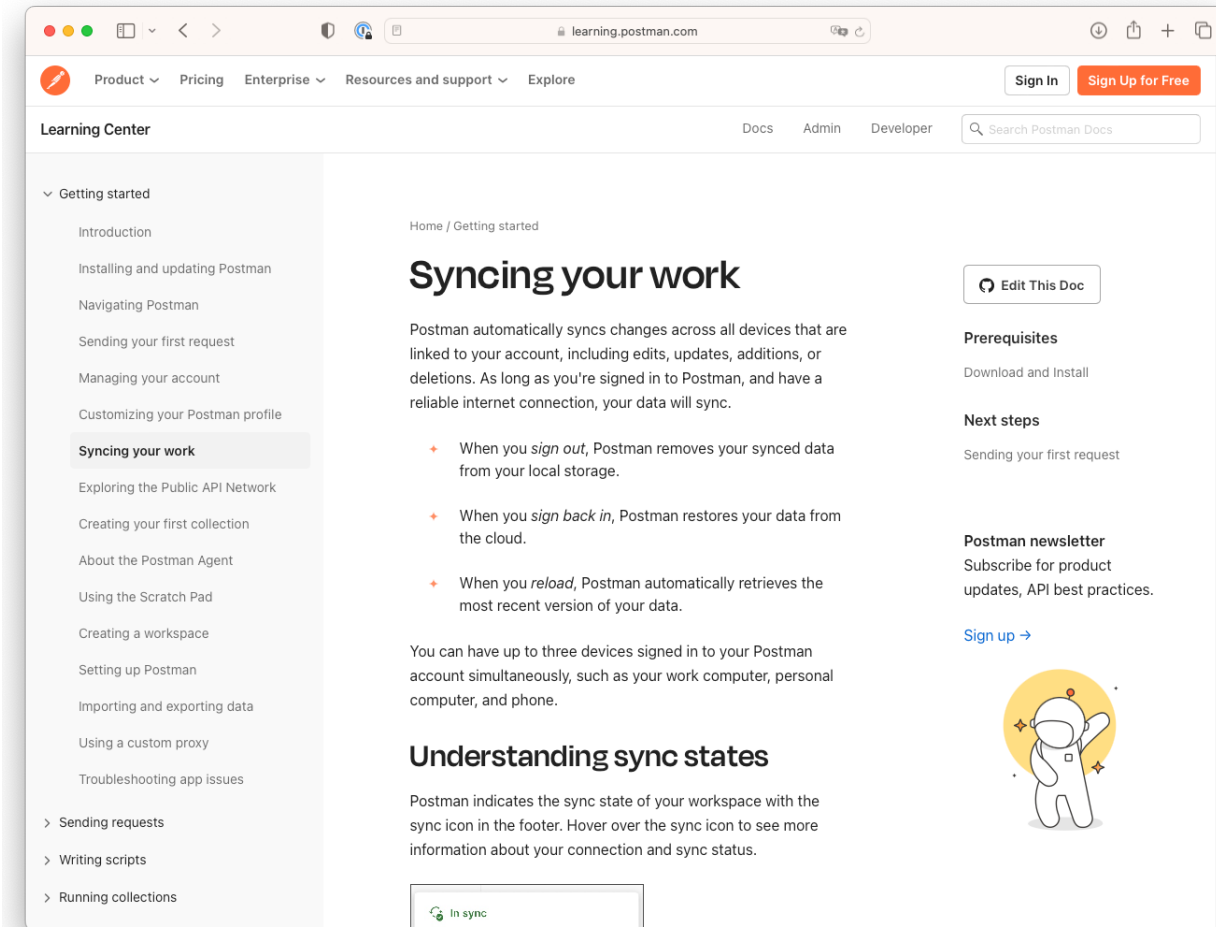 learning.postman.com
Product
Pricing
Enterprise
Resources and support
Explore
Sign In
Sign Up for Free
Learning Center
Docs
Admin
Developer
Search Postman Docs
Getting started
Introduction
Installing and updating Postman
Navigating Postman
Sending your first request
Managing your account
Customizing your Postman profile
Syncing your work
Exploring the Public API Network
Creating your first collection
About the Postman Agent
Using the Scratch Pad
Creating a workspace
Setting up Postman
Importing and exporting data
Using a custom proxy
Troubleshooting app issues
Sending requests
Writing scripts
Running collections
Home / Getting started
Syncing your work
Postman automatically syncs changes across all devices that are
linked to your account, including edits, updates, additions, or
deletions. As long as you're signed in to Postman, and have a
reliable internet connection, your data will sync.
When you sign out, Postman removes your synced data
from your local storage.
When you sign back in, Postman restores your data from
the cloud.
When you reload, Postman automatically retrieves the
most recent version of your data.
You can have up to three devices signed in to your Postman
account simultaneously, such as your work computer, personal
computer, and phone.
Understanding sync states
Postman indicates the sync state of your workspace with the
sync icon in the footer. Hover over the sync icon to see more
information about your connection and sync status.
In sync
Edit This Doc
Prerequisites
Download and Install
Next steps
Sending your first request
Postman newsletter
Subscribe for product
updates, API best practices.
Sign up →